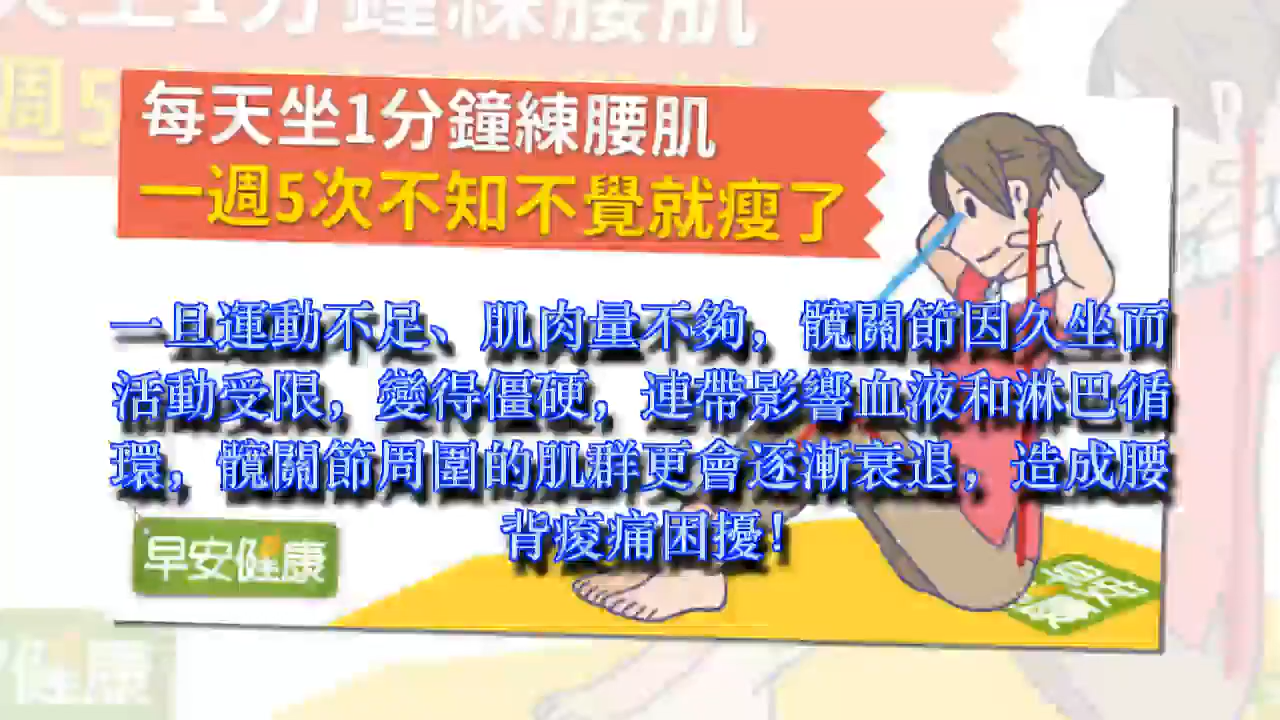 每天坐1分鐘練腰肌
一週5次不知不覺就瘦了
一旦運動不足、肌肉量不夠，髖關節因久坐而
活動受限，變得僵硬，連帶影響血液和淋巴循
環，髖關節周圍的肌群更會逐漸衰退，造成腰
背痠痛困擾！
早安健康